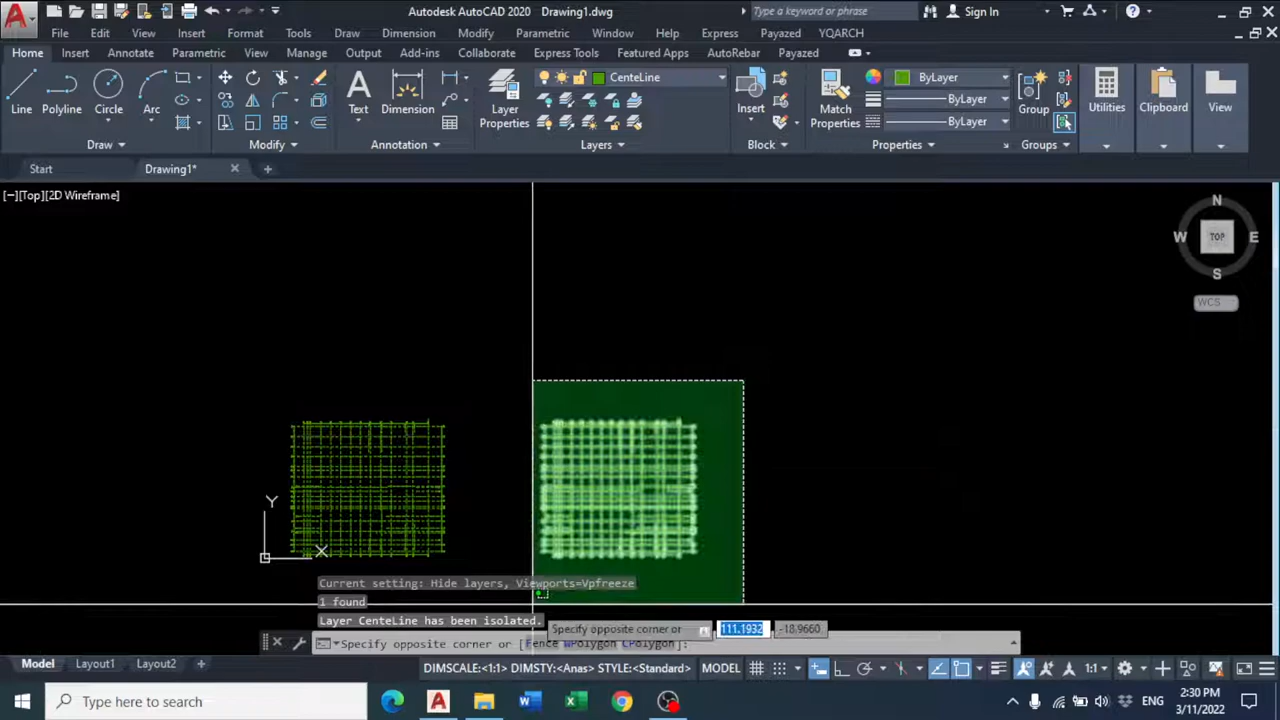 Autodesk AutoCAD 2020 Drawing1.dwg
Type a keyword or phrase
Sign In
File Edit View Insert Format Tools Draw Dimension Modify Parametric Window Help Express Payazed YQARCH
Home Insert Annotate Parametric View Manage Output Add-ins Collaborate Express Tools Featured Apps AutoRebar Payazed
CenteLine
ByLayer
ByLayer
ByLayer
Line Polyline Circle Arc Text Dimension Layer Properties Insert Match Properties Group Utilities Clipboard View
Draw Modify Annotation Layers Block Properties Groups
Start Drawing1*
[−][Top][2D Wireframe]
N
W TOP E
S
WCS
Y
X
Current setting: Hide layers, Viewports=Vpfreeze
1 found
Layer CenteLine has been isolated.
Specify opposite corner or 111.1932 -18.9660
Specify opposite corner or [Fence WPolygon CPolygon]:
Model Layout1 Layout2 + DIMSCALE:<1:1> DIMSTY:<Anas> STYLE:<Standard> MODEL 1:1
Type here to search
ENG
2:30 PM
3/11/2022